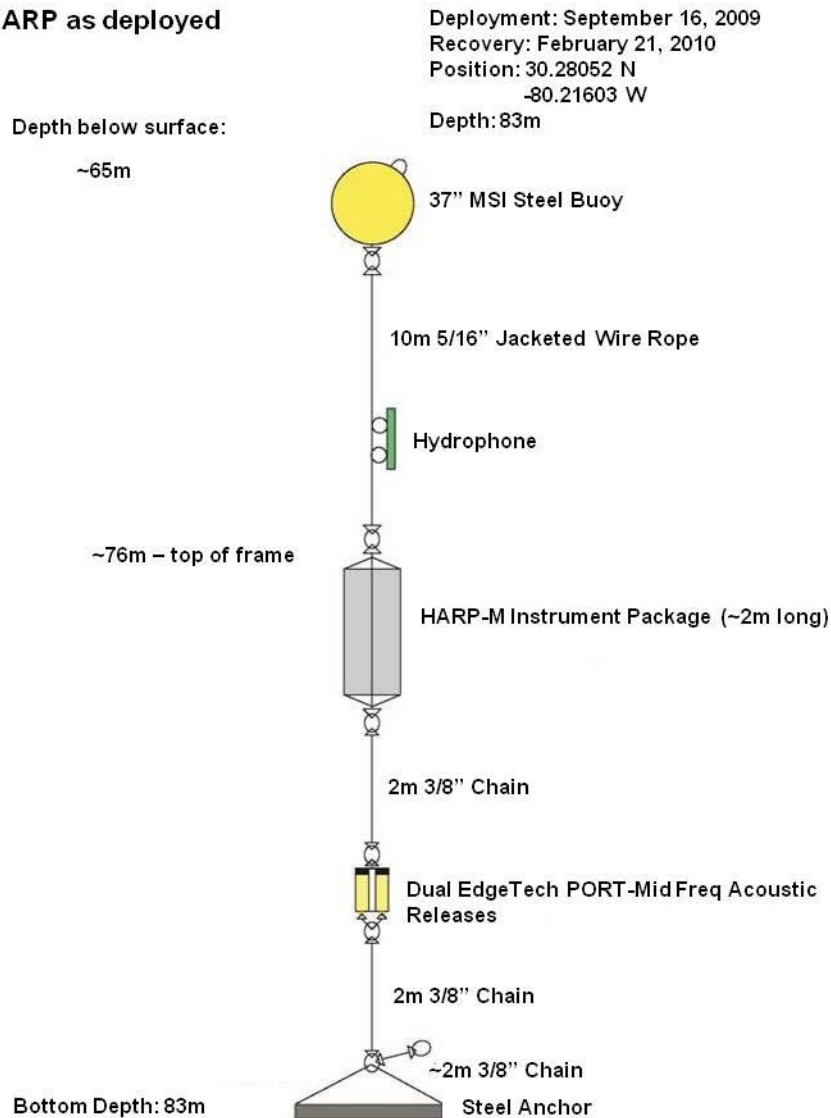 ARP as deployed
Deployment: September 16, 2009
Recovery: February 21, 2010
Position: 30.28052 N
-80.21603 W
Depth: 83m
Depth below surface:
~65m
37” MSI Steel Buoy
10m 5/16” Jacketed Wire Rope
Hydrophone
~76m – top of frame
HARP-M Instrument Package (~2m long)
2m 3/8” Chain
Dual EdgeTech PORT-Mid Freq Acoustic
Releases
2m 3/8” Chain
~2m 3/8” Chain
Bottom Depth: 83m
Steel Anchor